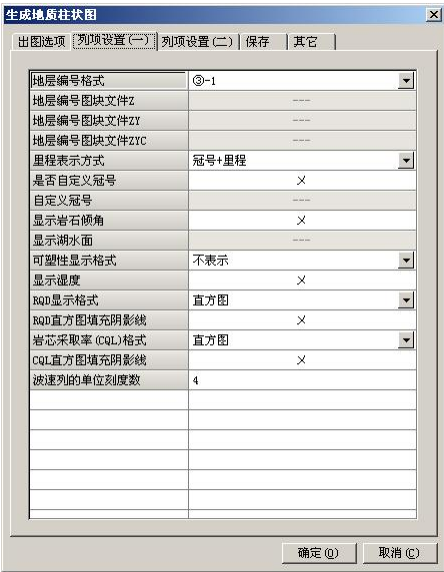 生成地质柱状图
出图选项 列项设置(一) 列项设置(二) 保存 其它
地层编号格式 ③-1
地层编号图块文件Z ---
地层编号图块文件ZY ---
地层编号图块文件ZYC ---
里程表示方式 冠号+里程
是否自定义冠号 ㄨ
自定义冠号 ---
显示岩石倾角 ㄨ
显示湖水面 ---
可塑性显示格式 不表示
显示湿度 ㄨ
RQD显示格式 直方图
RQD直方图填充阴影线 ㄨ
岩芯采取率(CQL)格式 直方图
CQL直方图填充阴影线 ㄨ
波速列的单位刻度数 4
确定(O) 取消(C)